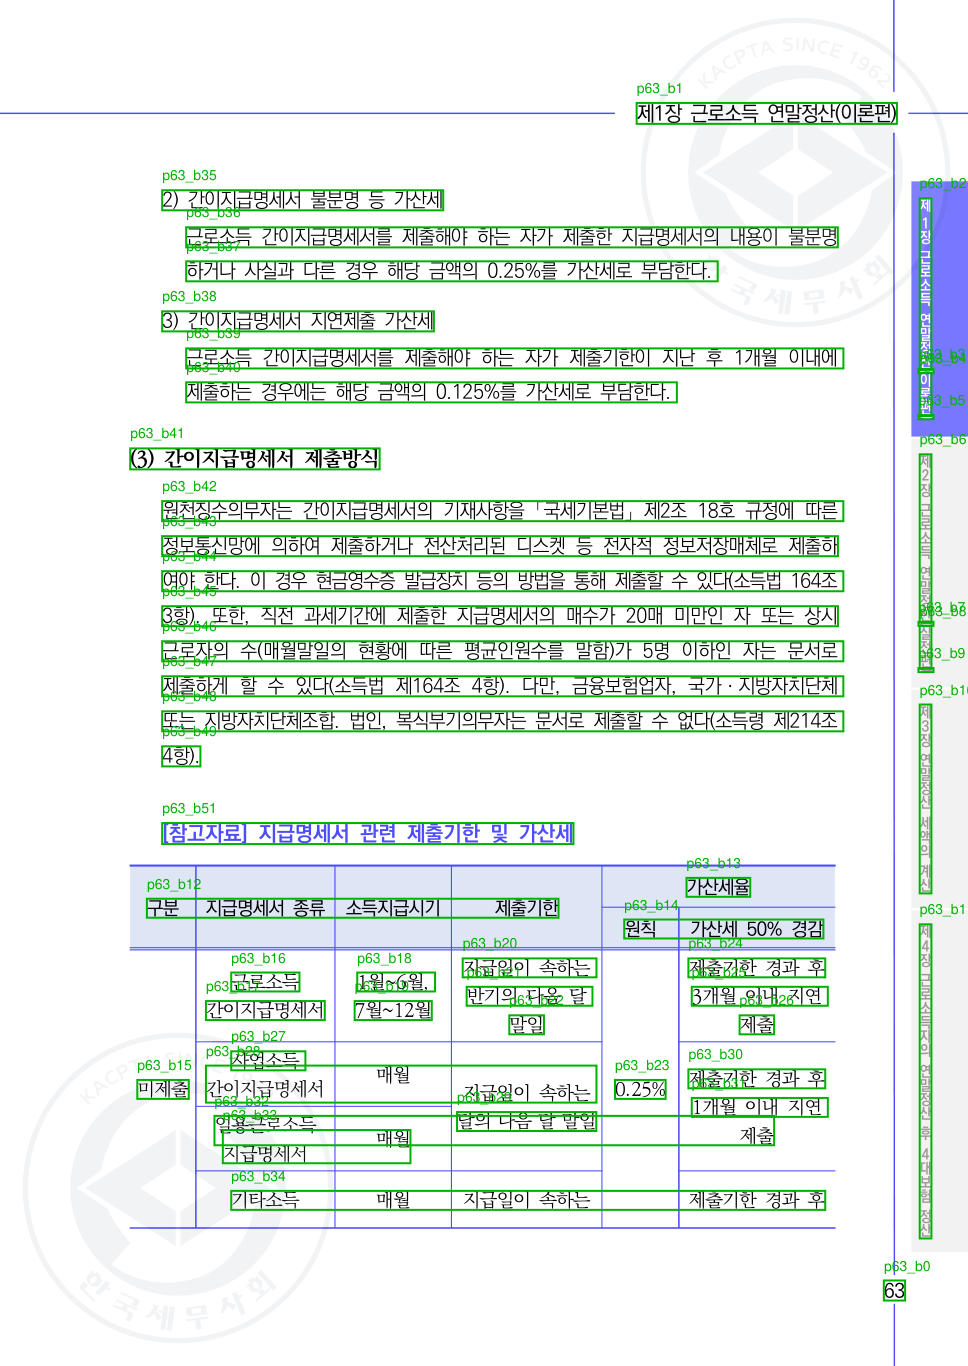 KACPTA SINCE 1962
제1장 근로소득 연말정산(이론편)
2) 간이지급명세서 불분명 등 가산세
근로소득 간이지급명세서를 제출해야 하는 자가 제출한 지급명세서의 내용이 불분명
하거나 사실과 다른 경우 해당 금액의 0.25%를 가산세로 부담한다.
3) 간이지급명세서 지연제출 가산세
근로소득 간이지급명세서를 제출해야 하는 자가 제출기한이 지난 후 1개월 이내에
제출하는 경우에는 해당 금액의 0.125%를 가산세로 부담한다.
(3) 간이지급명세서 제출방식
원천징수의무자는 간이지급명세서의 기재사항을 「국세기본법」 제2조 18호 규정에 따른
정보통신망에 의하여 제출하거나 전산처리된 디스켓 등 전자적 정보저장매체로 제출하
여야 한다. 이 경우 현금영수증 발급장치 등의 방법을 통해 제출할 수 있다(소득법 164조
3항). 또한, 직전 과세기간에 제출한 지급명세서의 매수가 20매 미만인 자 또는 상시
근로자의 수(매월말일의 현황에 따른 평균인원수를 말함)가 5명 이하인 자는 문서로
제출하게 할 수 있다(소득법 제164조 4항). 다만, 금융보험업자, 국가·지방자치단체
또는 지방자치단체조합. 법인, 복식부기의무자는 문서로 제출할 수 없다(소득령 제214조
4항).
[참고자료] 지급명세서 관련 제출기한 및 가산세
구분 지급명세서 종류 소득지급시기 제출기한 가산세율
원칙 가산세 50% 경감
미제출
근로소득
간이지급명세서
1월~6월,
7월~12월
지급일이 속하는
반기의 다음 달
말일
0.25%
제출기한 경과 후
3개월 이내 지연
제출
사업소득
간이지급명세서
매월
지급일이 속하는
달의 다음 달 말일
제출기한 경과 후
1개월 이내 지연
제출
일용근로소득
지급명세서
매월
기타소득 매월 지급일이 속하는 제출기한 경과 후
제1장 근로소득 연말정산(이론편)
제2장 근로소득 연말정산
제3장 연말정산 세액의 계산
제4장 근로소득자의 연말정산 후 4대보험 정산
한국세무사회
63